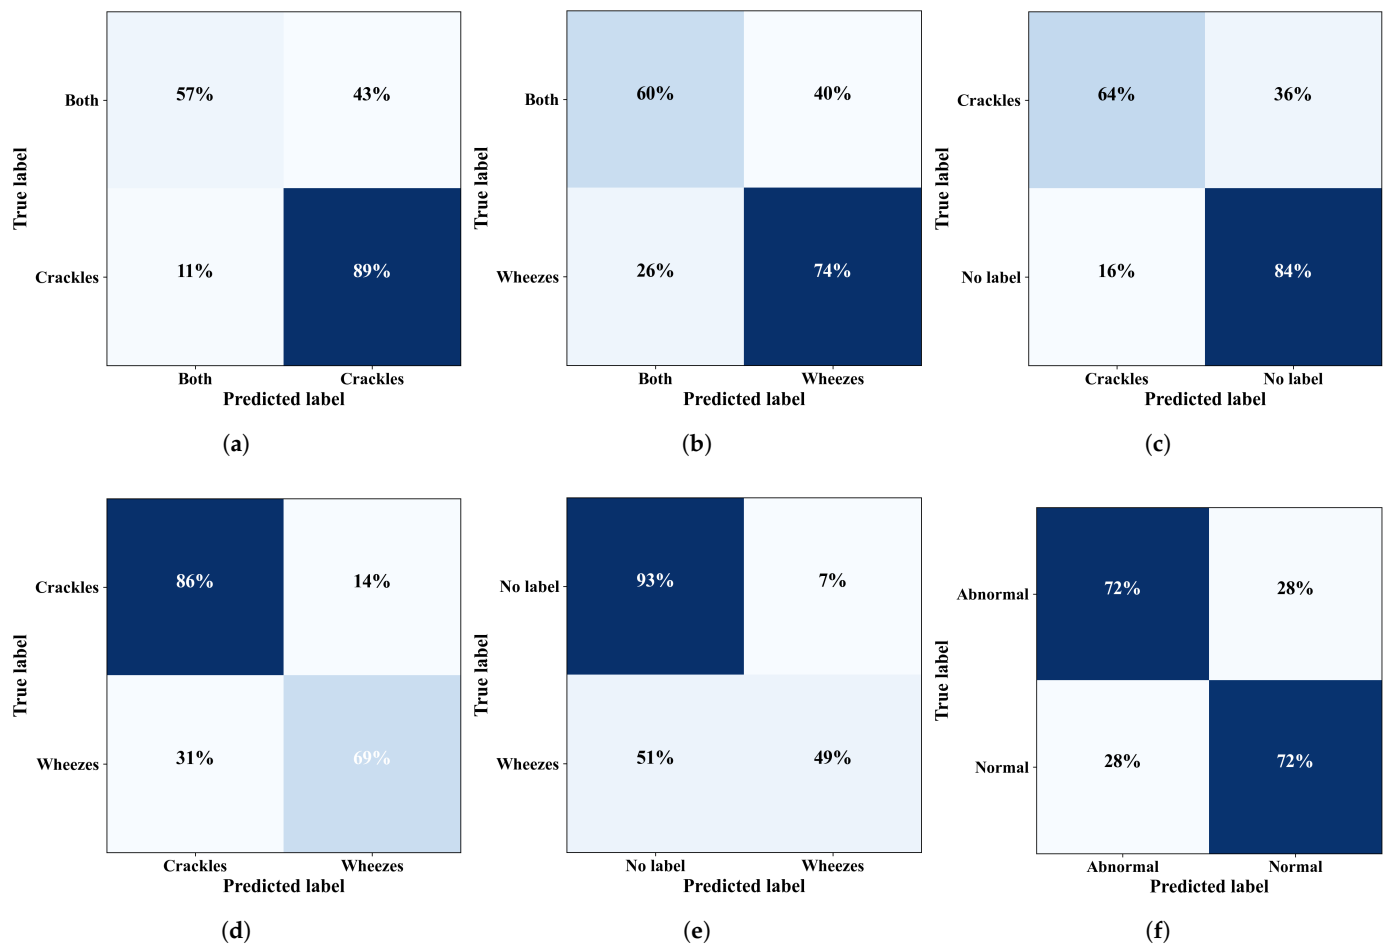 Both
57%
43%
Crackles
11%
89%
True label
Both
Crackles
Predicted label
(a)
Both
60%
40%
Wheezes
26%
74%
True label
Both
Wheezes
Predicted label
(b)
Crackles
64%
36%
No label
16%
84%
True label
Crackles
No label
Predicted label
(c)
Crackles
86%
14%
Wheezes
31%
69%
True label
Crackles
Wheezes
Predicted label
(d)
No label
93%
7%
Wheezes
51%
49%
True label
No label
Wheezes
Predicted label
(e)
Abnormal
72%
28%
Normal
28%
72%
True label
Abnormal
Normal
Predicted label
(f)